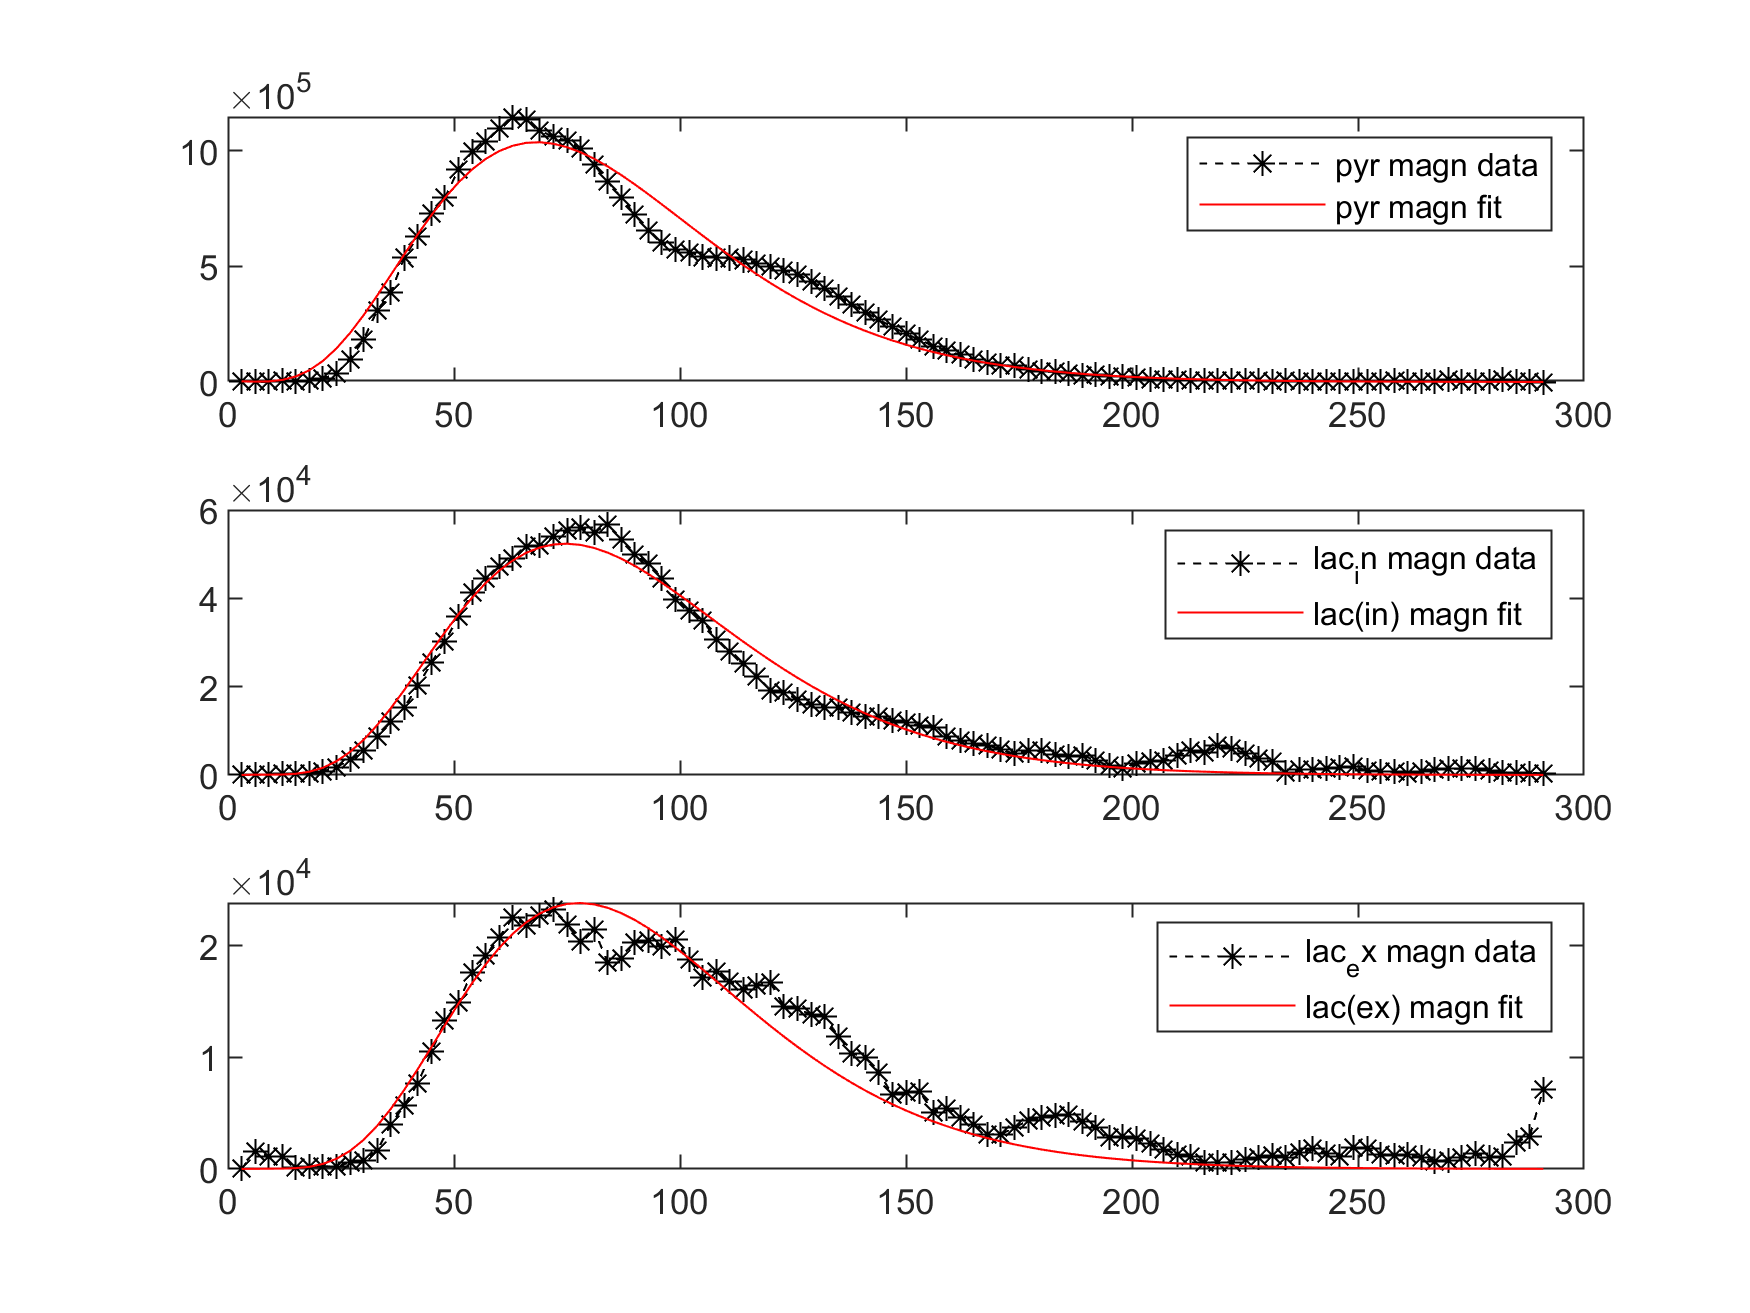 ×10^5
10
5
0
0 50 100 150 200 250 300
pyr magn data
pyr magn fit
×10^4
6
4
2
0
0 50 100 150 200 250 300
lac_in magn data
lac(in) magn fit
×10^4
2
1
0
0 50 100 150 200 250 300
lac_ex magn data
lac(ex) magn fit